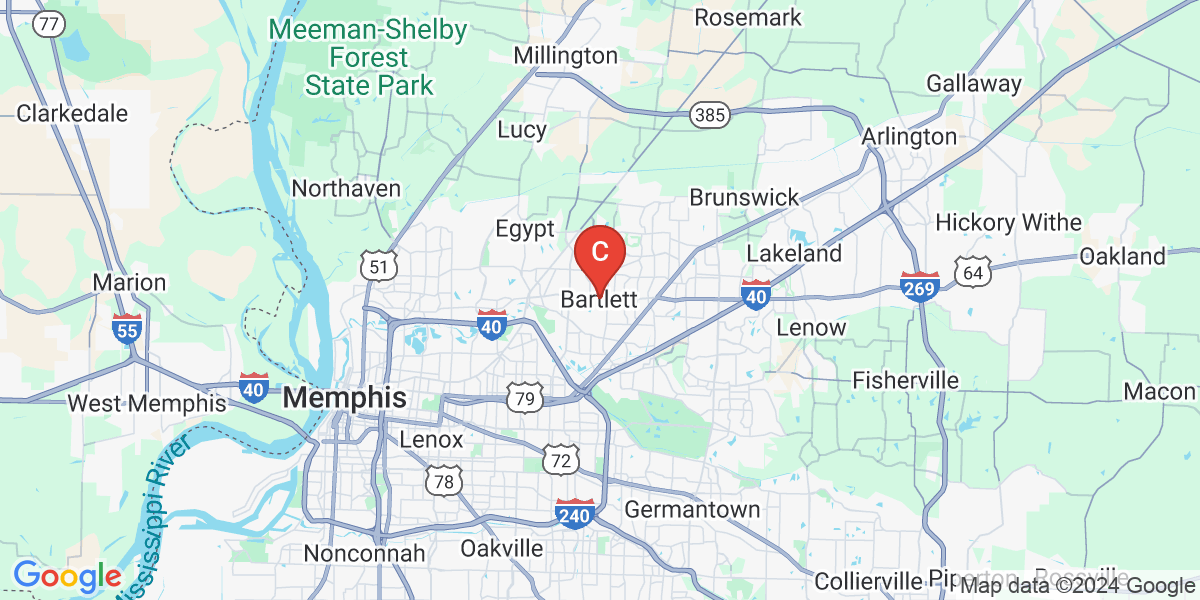 77
Meeman-Shelby
Forest
State Park
Rosemark
Millington
Gallaway
Clarkedale
385
Lucy
Arlington
Northaven
Brunswick
Egypt
Hickory Withe
C
Lakeland
51
64
Oakland
Marion
269
40
Bartlett
55
40
Lenow
Fisherville
40
Macon
Memphis
79
West Memphis
Lenox
Mississippi River
72
78
Germantown
240
Nonconnah
Oakville
Collierville
Google
Map data ©2024 Google